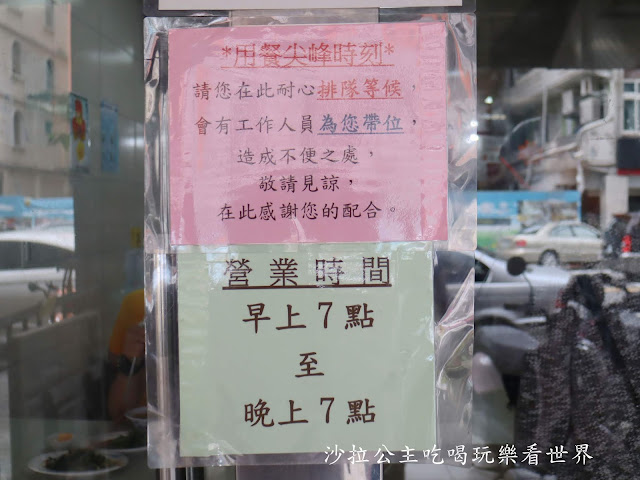 *用餐尖峰時刻*
請您在此耐心排隊等候，
會有工作人員為您帶位，
造成不便之處，
敬請見諒，
在此感謝您的配合。
營業時間
早上7點
至
晚上7點
沙拉公主吃喝玩樂看世界